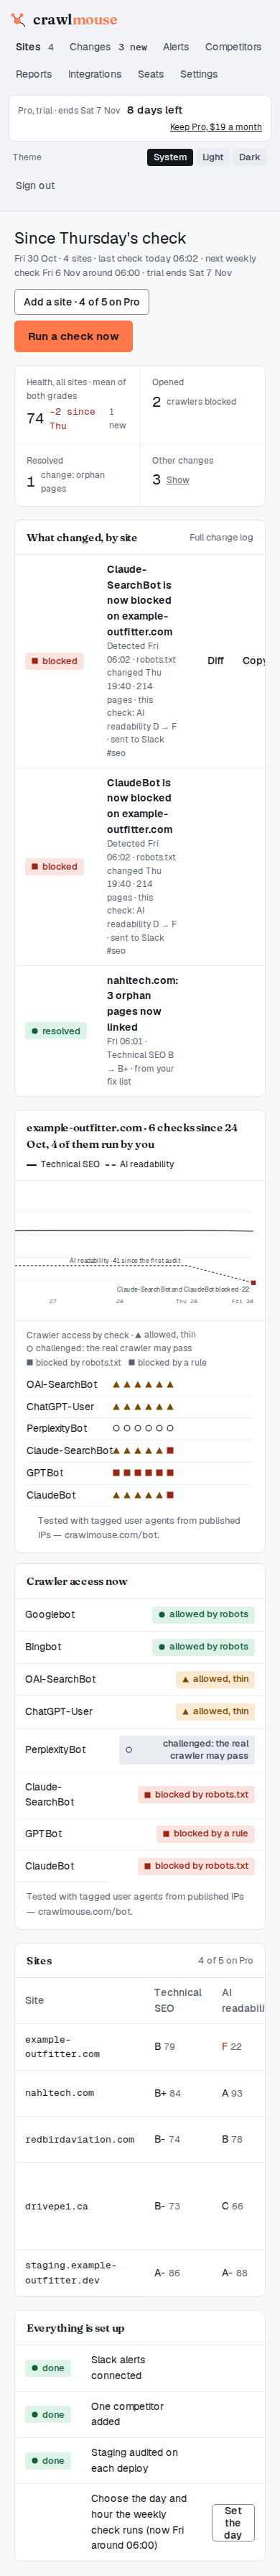 crawlmouse
Sites 4 Changes 3 new Alerts Competitors
Reports Integrations Seats Settings
Pro, trial · ends Sat 7 Nov 8 days left
Keep Pro, $19 a month
Theme System Light Dark
Sign out
Since Thursday's check
Fri 30 Oct · 4 sites · last check today 06:02 · next weekly
check Fri 6 Nov around 06:00 · trial ends Sat 7 Nov
Add a site · 4 of 5 on Pro
Run a check now
Health, all sites · mean of
both grades
74 −2 since
Thu
1
new
Opened
2 crawlers blocked
Resolved
1 change: orphan
pages
Other changes
3 Show
What changed, by site Full change log
blocked
Claude-
SearchBot is
now blocked
on example-
outfitter.com
Detected Fri
06:02 · robots.txt
changed Thu
19:40 · 214
pages · this
check: AI
readability D → F
· sent to Slack
#seo
Diff Copy
blocked
ClaudeBot is
now blocked
on example-
outfitter.com
Detected Fri
06:02 · robots.txt
changed Thu
19:40 · 214
pages · this
check: AI
readability D → F
· sent to Slack
#seo
resolved
nahltech.com:
3 orphan
pages now
linked
Fri 06:01 ·
Technical SEO B
→ B+ · from your
fix list
example-outfitter.com · 6 checks since 24
Oct, 4 of them run by you
Technical SEO AI readability
AI readability · 41 since the first audit
Claude-SearchBot and ClaudeBot blocked · 22
27 28 Thu 29 Fri 30
Crawler access by check · ▲ allowed, thin
○ challenged: the real crawler may pass
■ blocked by robots.txt ■ blocked by a rule
OAI-SearchBot
ChatGPT-User
PerplexityBot
Claude-SearchBot
GPTBot
ClaudeBot
Tested with tagged user agents from published
IPs — crawlmouse.com/bot.
Crawler access now
Googlebot allowed by robots
Bingbot allowed by robots
OAI-SearchBot allowed, thin
ChatGPT-User allowed, thin
PerplexityBot challenged: the real
crawler may pass
Claude-
SearchBot blocked by robots.txt
GPTBot blocked by a rule
ClaudeBot blocked by robots.txt
Tested with tagged user agents from published IPs
— crawlmouse.com/bot.
Sites 4 of 5 on Pro
Site Technical
SEO
AI
readabili
example-
outfitter.com B 79 F 22
nahltech.com B+ 84 A 93
redbirdaviation.com B- 74 B 78
drivepei.ca B- 73 C 66
staging.example-
outfitter.dev A- 86 A- 88
Everything is set up
done Slack alerts
connected
done One competitor
added
done Staging audited on
each deploy
Choose the day and
hour the weekly
check runs (now Fri
around 06:00)
Set
the
day